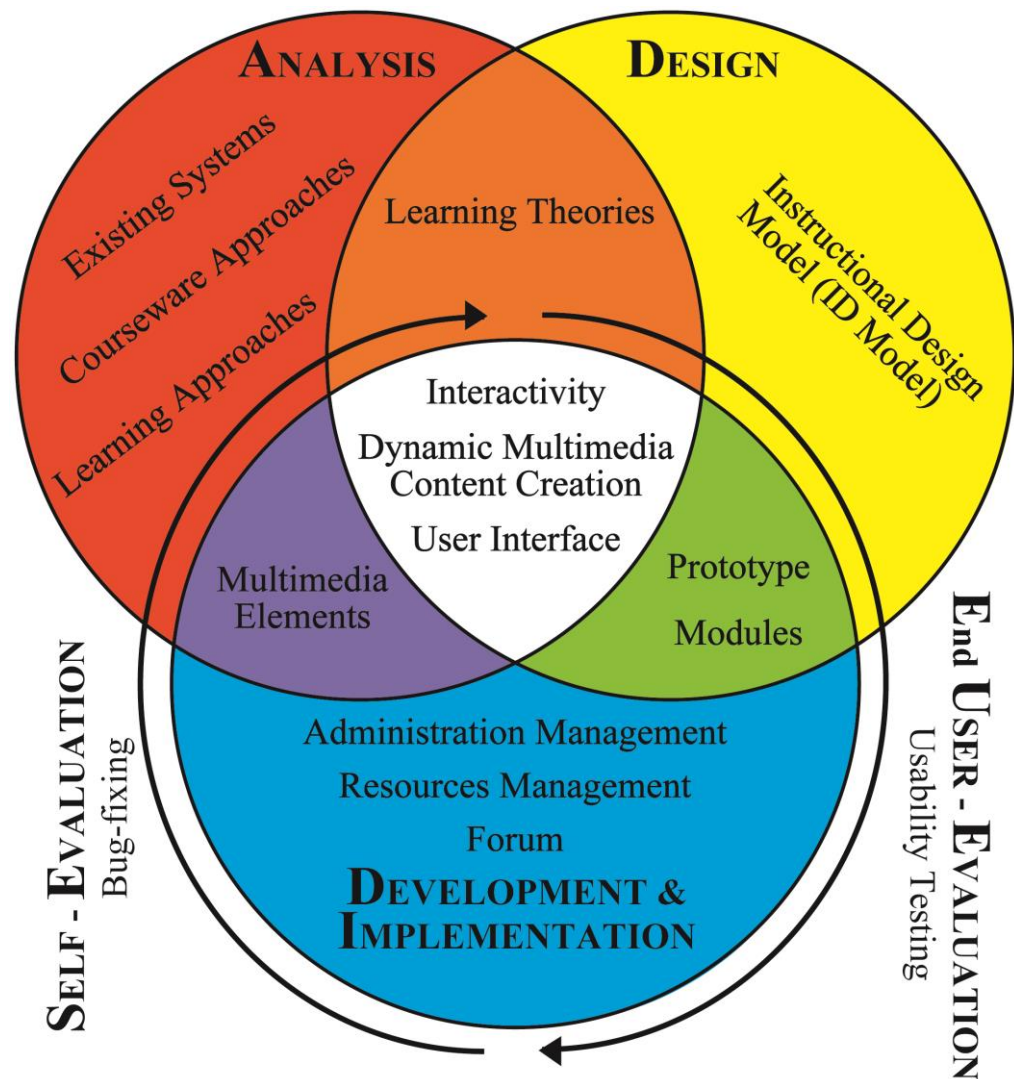 ANALYSIS
DESIGN
Existing Systems
Courseware Approaches
Learning Approaches
Learning Theories
Instructional Design
Model (ID Model)
Interactivity
Dynamic Multimedia
Content Creation
User Interface
Multimedia
Elements
Prototype
Modules
Administration Management
Resources Management
Forum
DEVELOPMENT &
IMPLEMENTATION
SELF - EVALUATION
Bug-fixing
END USER - EVALUATION
Usability Testing